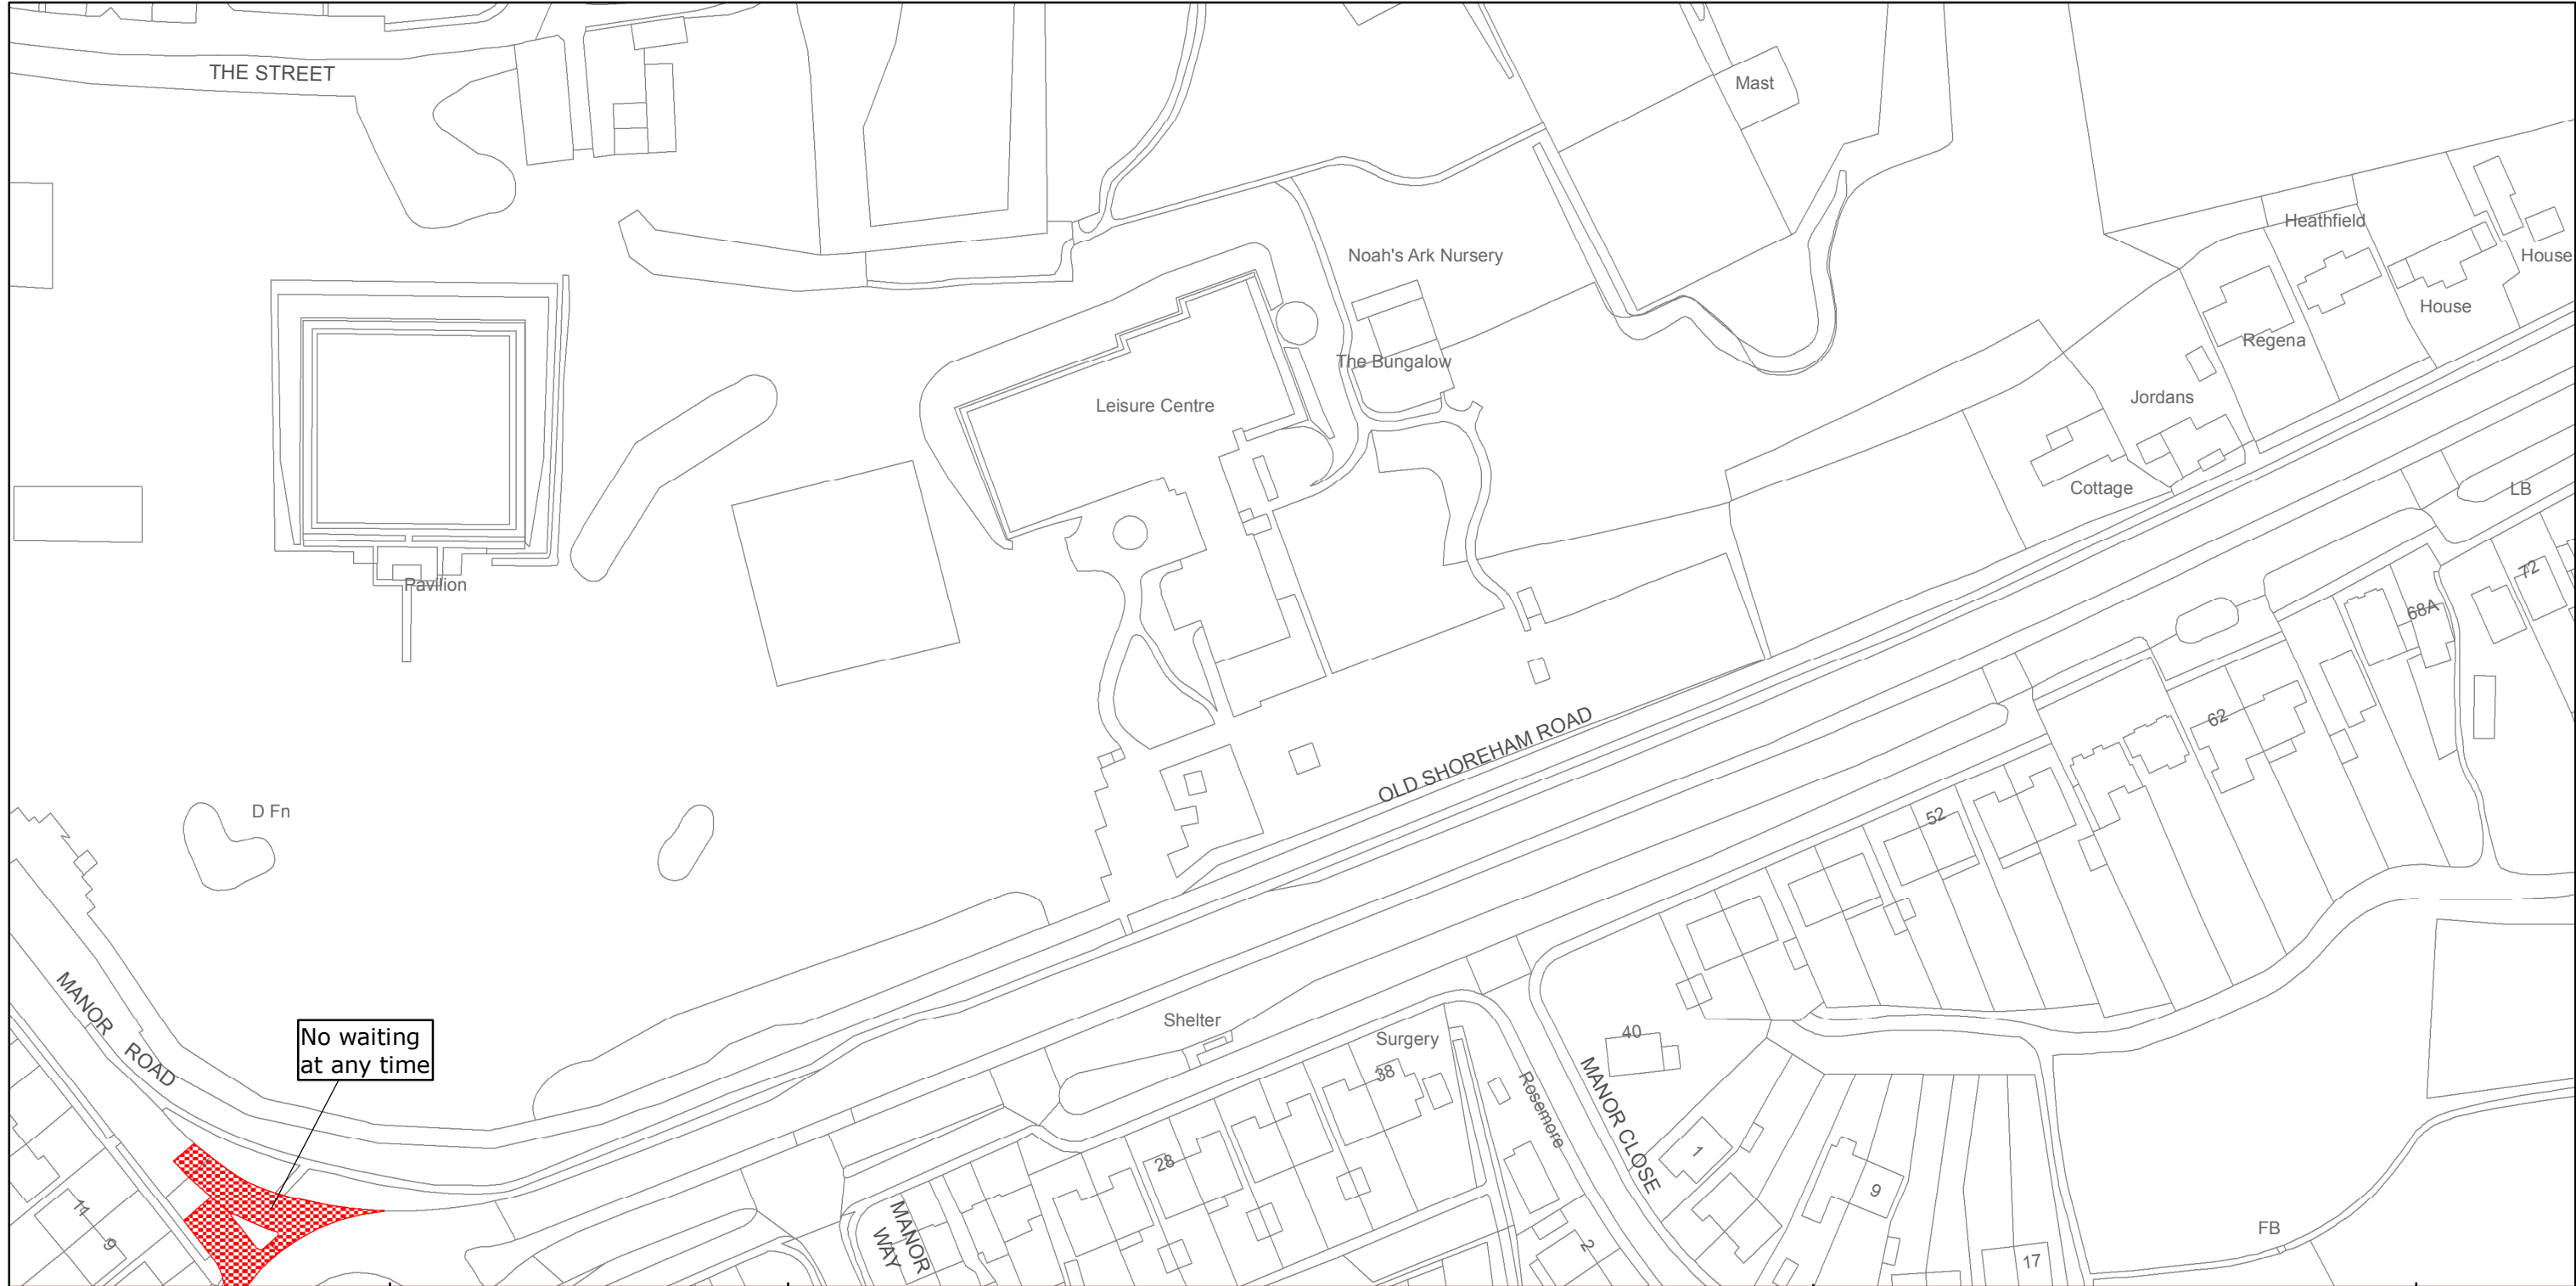 THE STREET
Mast
Heathfield
Noah's Ark Nursery
House
House
Regena
The Bungalow
Jordans
Leisure Centre
Cottage
LB
72
68A
Pavilion
62
OLD SHOREHAM ROAD
52
D Fn
MANOR
ROAD
No waiting
at any time
Shelter
Surgery
40
38
Rosemore
MANOR CLOSE
28
1
9
11
9
MANOR
WAY
2
FB
17